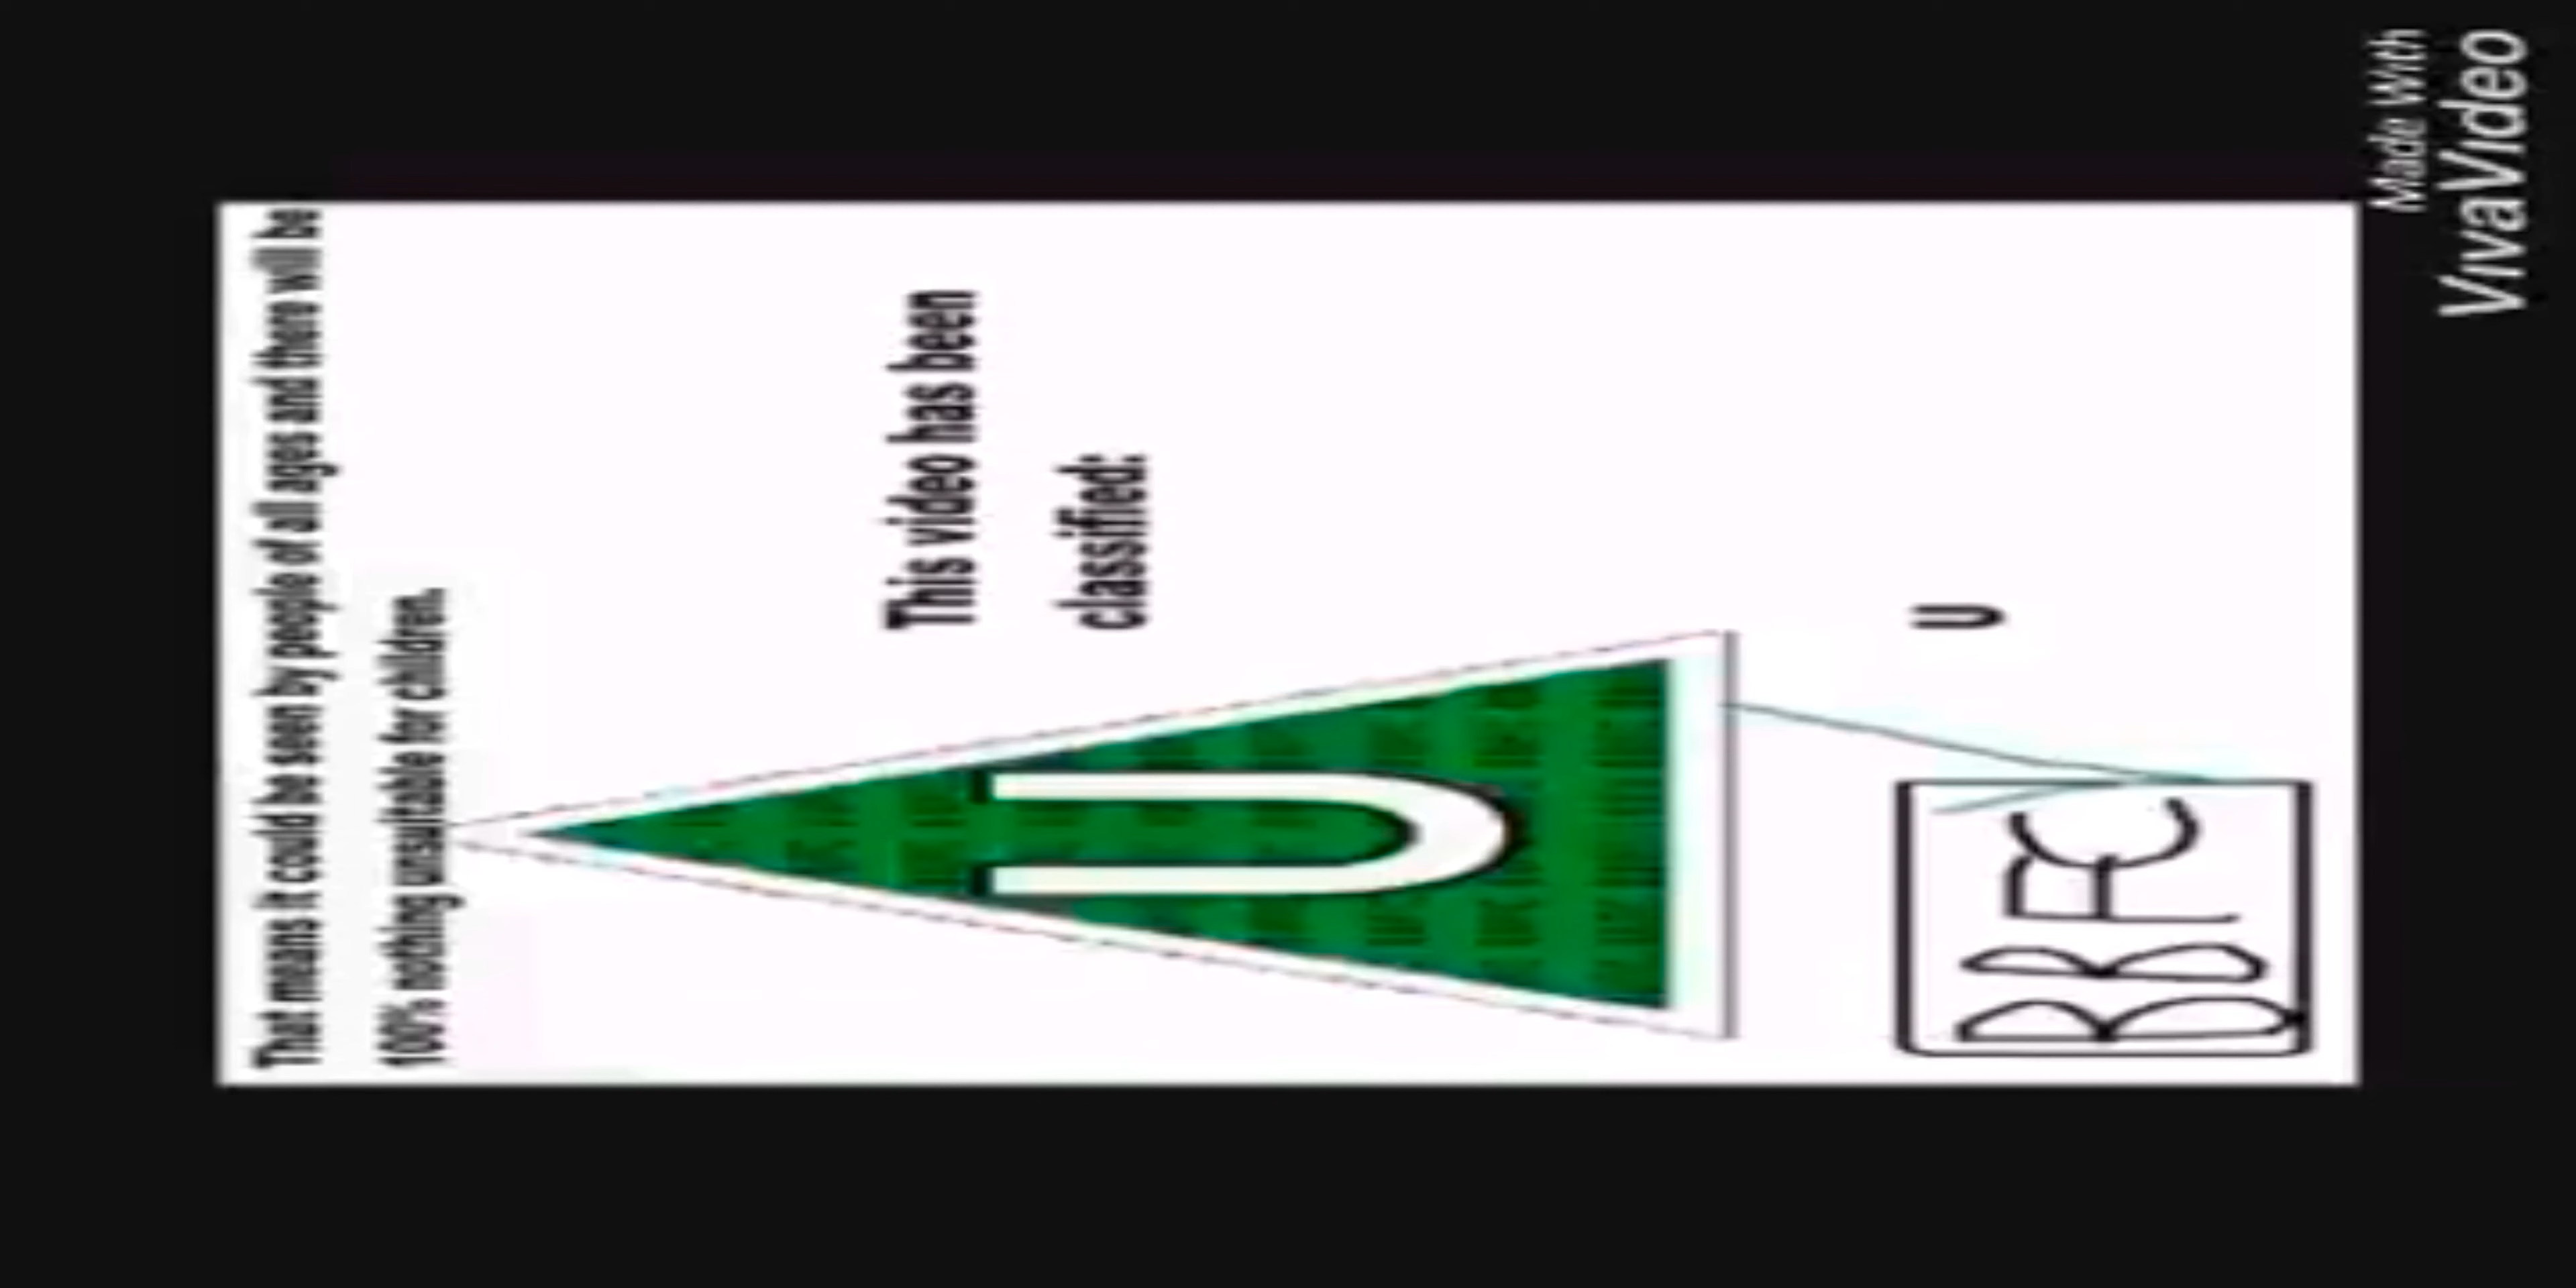 Made With
VivaVideo
That means it could be seen by people of all ages and there will be
100% nothing unsuitable for children.
This video has been
classified:
U
U
BBFC